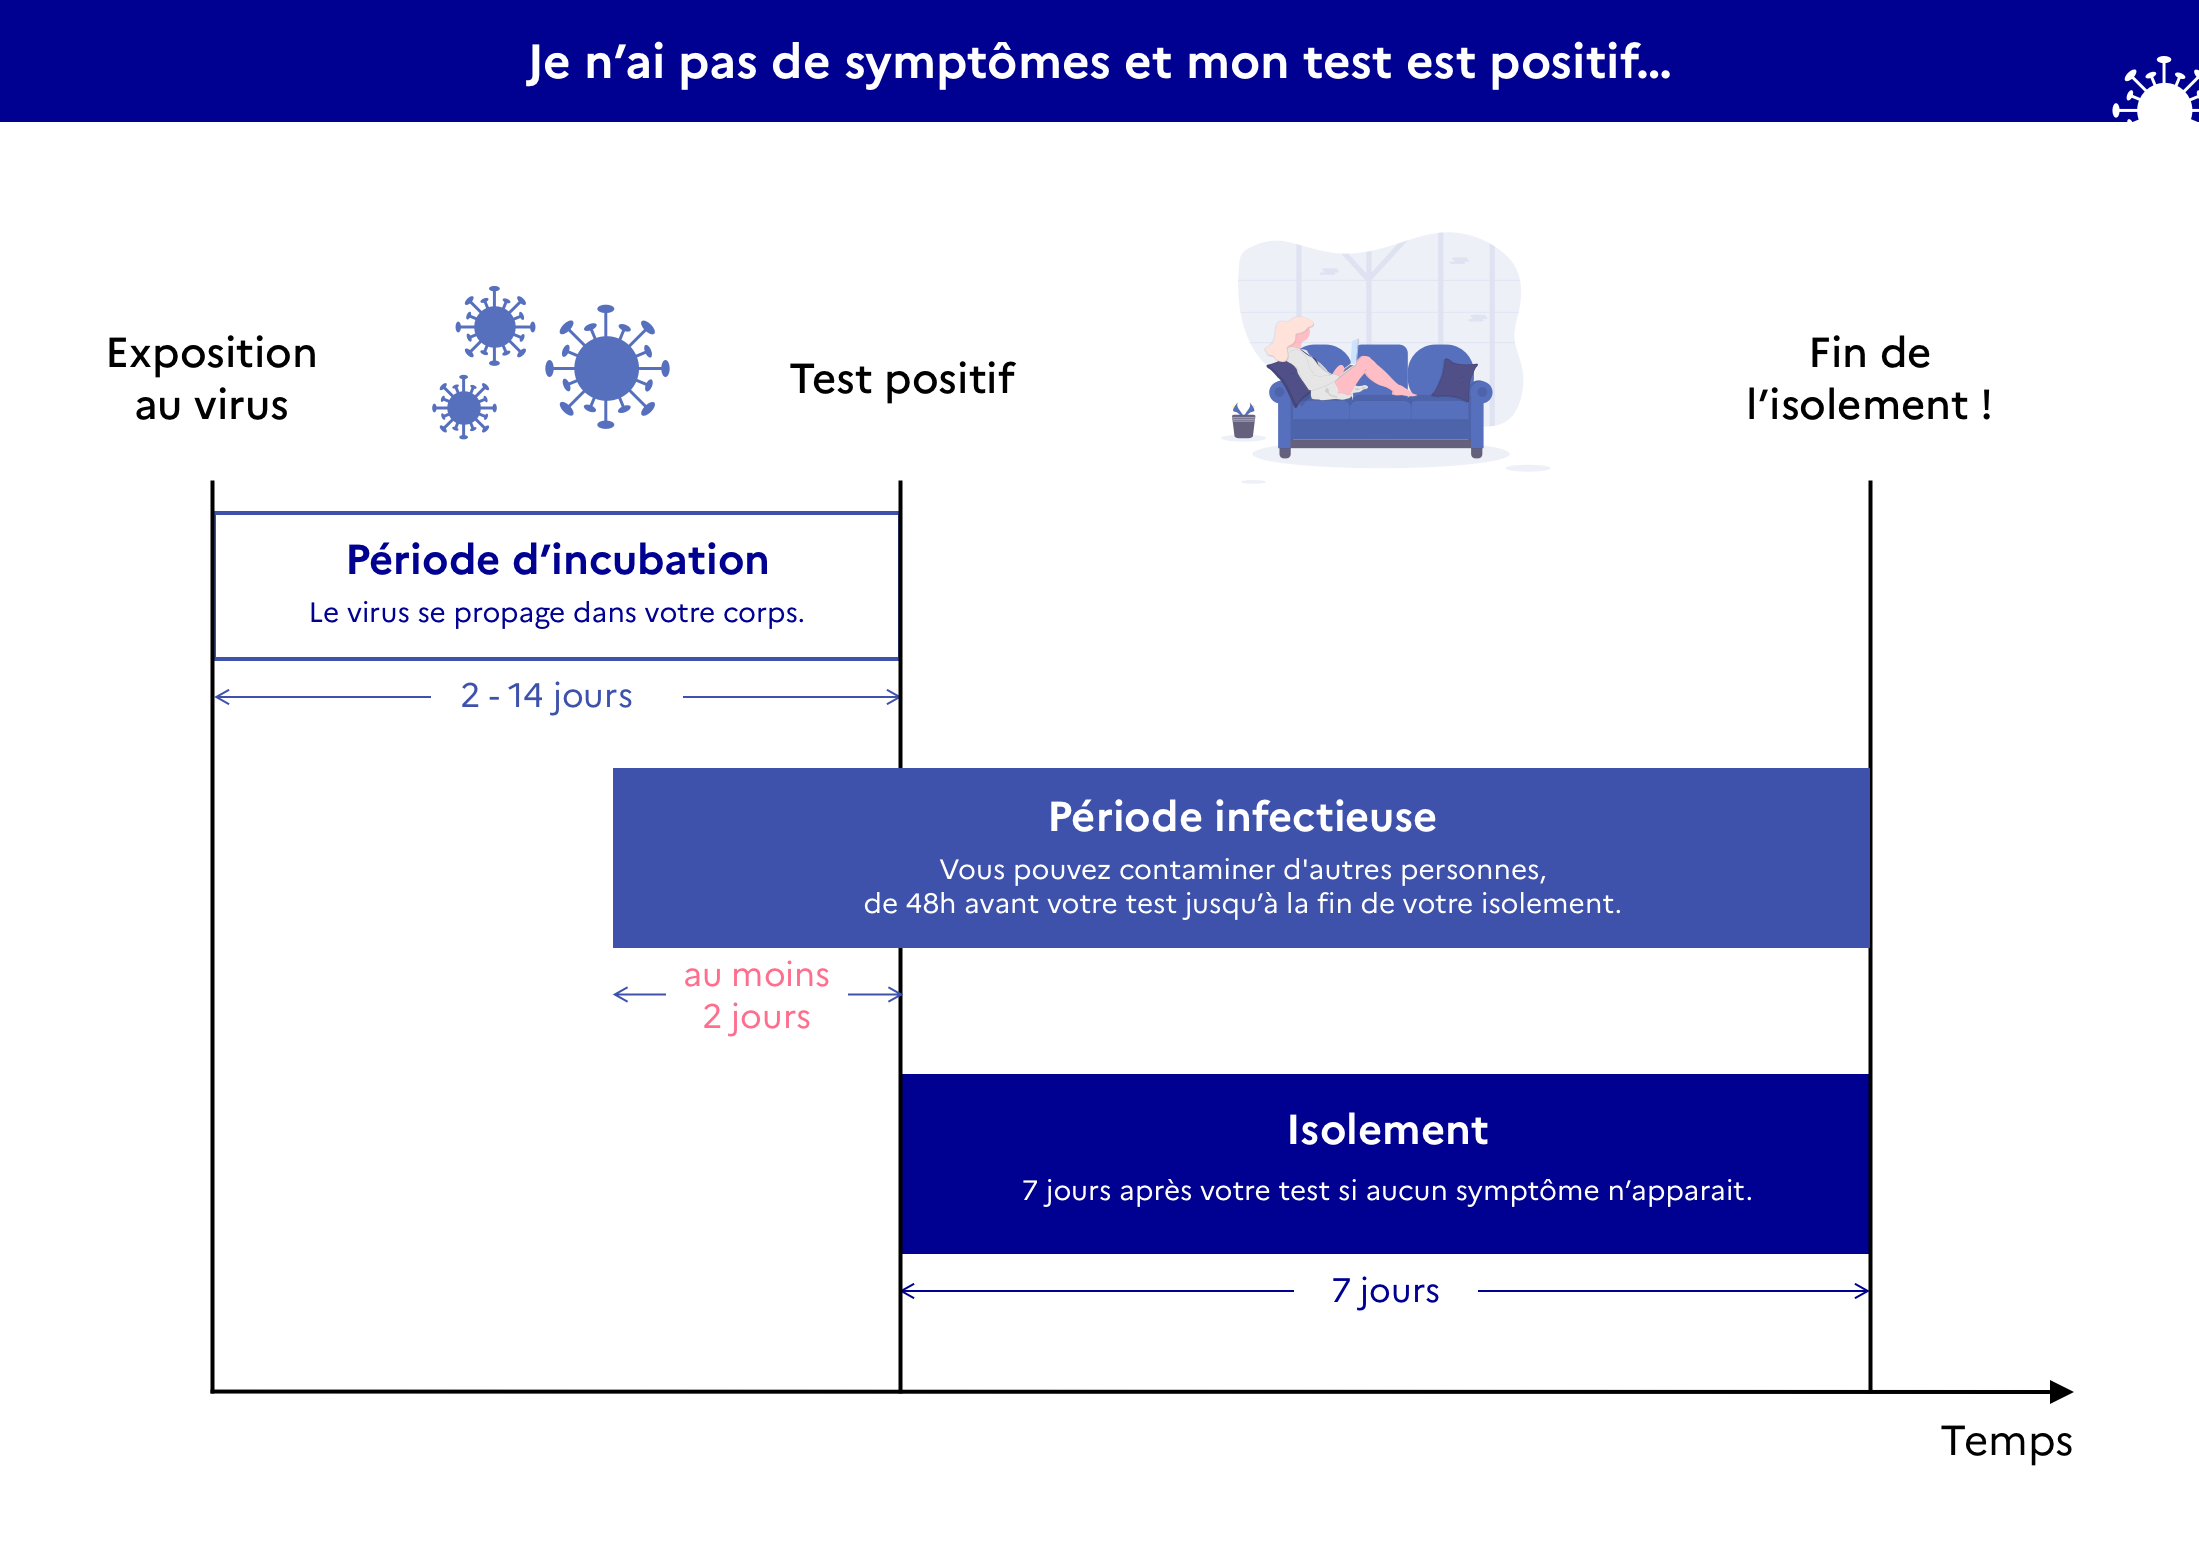 Je n’ai pas de symptômes et mon test est positif...
Exposition
au virus
Test positif
Fin de
l’isolement !
Période d’incubation
Le virus se propage dans votre corps.
2 - 14 jours
Période infectieuse
Vous pouvez contaminer d'autres personnes,
de 48h avant votre test jusqu’à la fin de votre isolement.
au moins
2 jours
Isolement
7 jours après votre test si aucun symptôme n’apparait.
7 jours
Temps